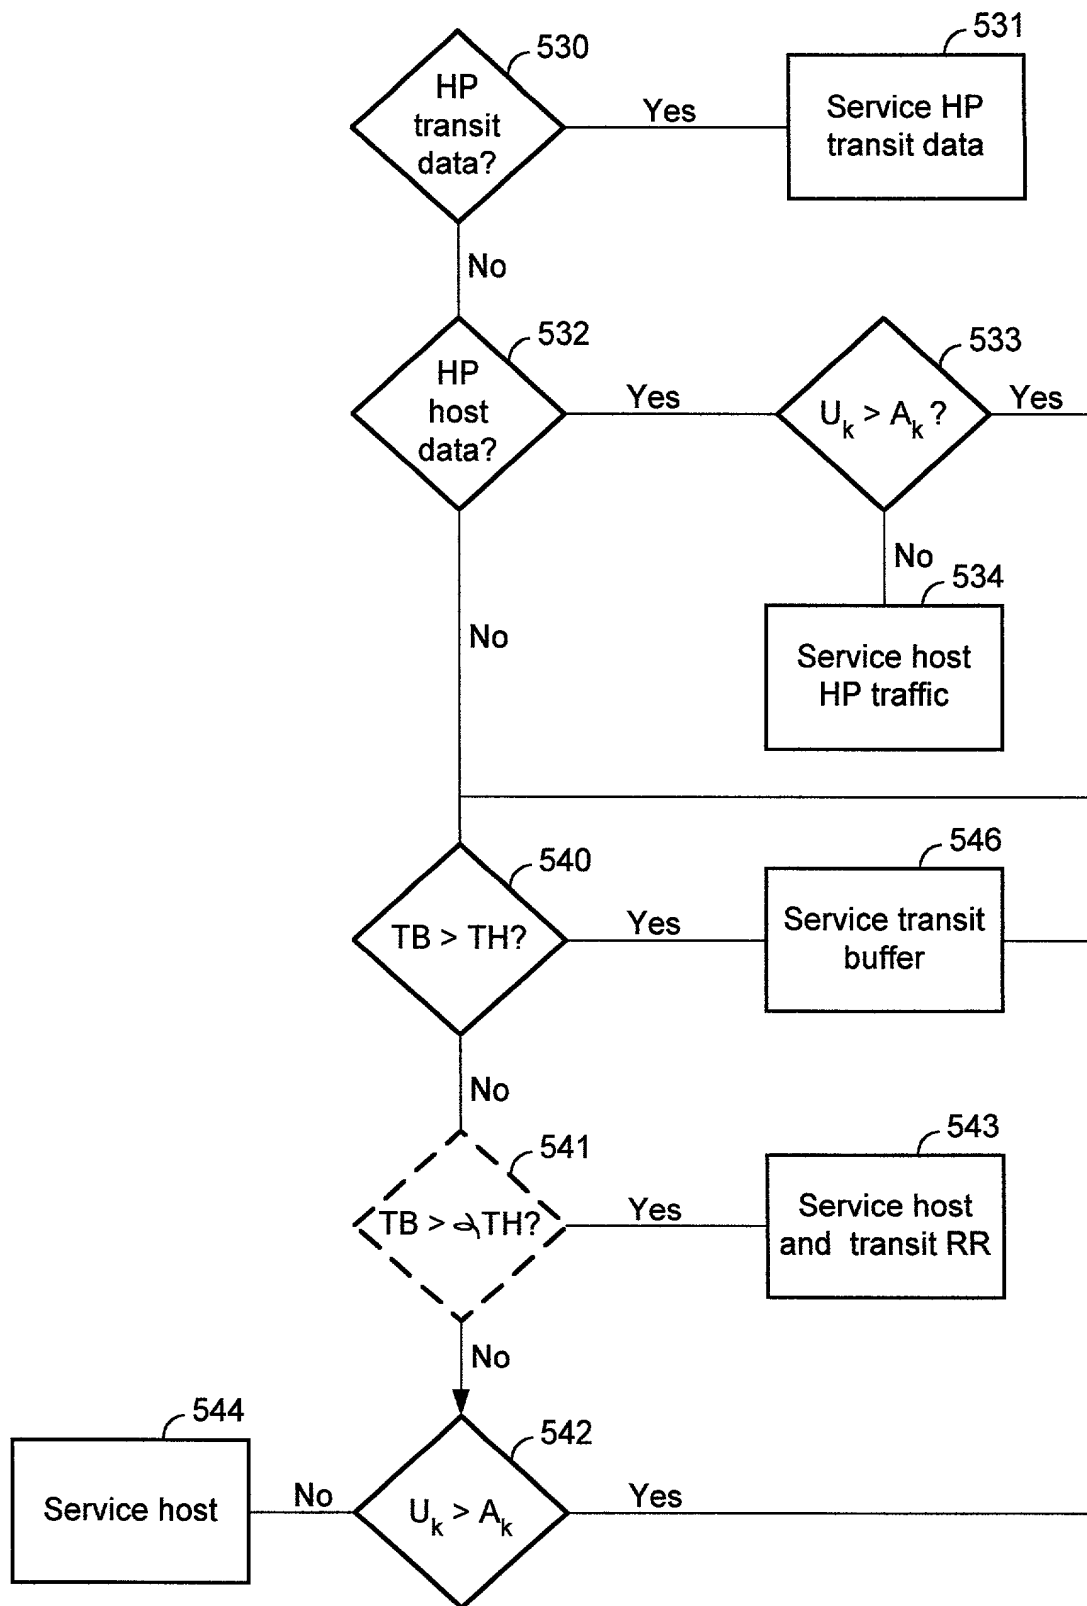 530
HP
transit
data?
Yes
531
Service HP
transit data
No
532
HP
host
data?
Yes
533
U_k > A_k ?
Yes
No
534
Service host
HP traffic
No
540
TB > TH?
Yes
546
Service transit
buffer
No
541
TB > TH?
Yes
543
Service host
and transit RR
No
544
Service host
No
542
U_k > A_k
Yes